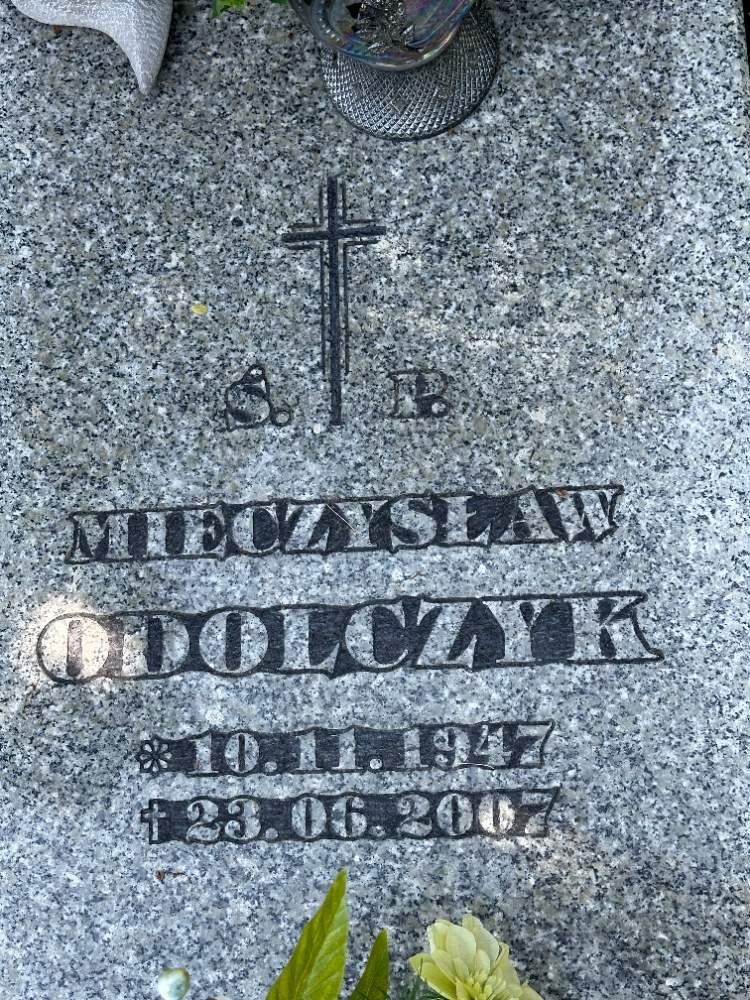 Ś. P.
MIECZYSŁAW
ODOLCZYK
* 10.11.1947
† 23.06.2007